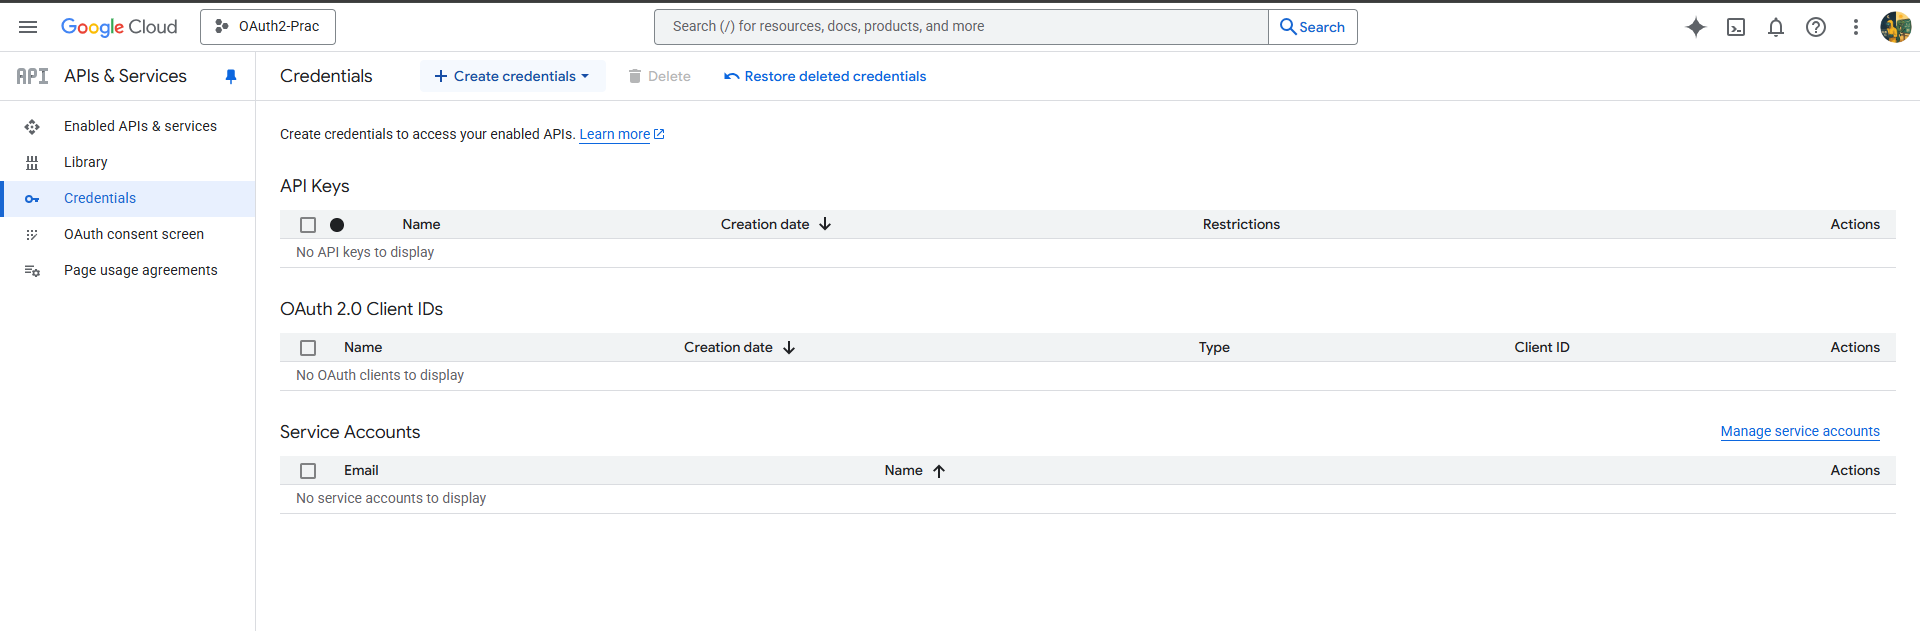 Google Cloud
OAuth2-Prac
Search (/) for resources, docs, products, and more
Search
API
APIs & Services
Credentials
Create credentials
Delete
Restore deleted credentials
Enabled APIs & services
Library
Credentials
OAuth consent screen
Page usage agreements
Create credentials to access your enabled APIs. Learn more
API Keys
Name Creation date Restrictions Actions
No API keys to display
OAuth 2.0 Client IDs
Name Creation date Type Client ID Actions
No OAuth clients to display
Service Accounts
Manage service accounts
Email Name Actions
No service accounts to display